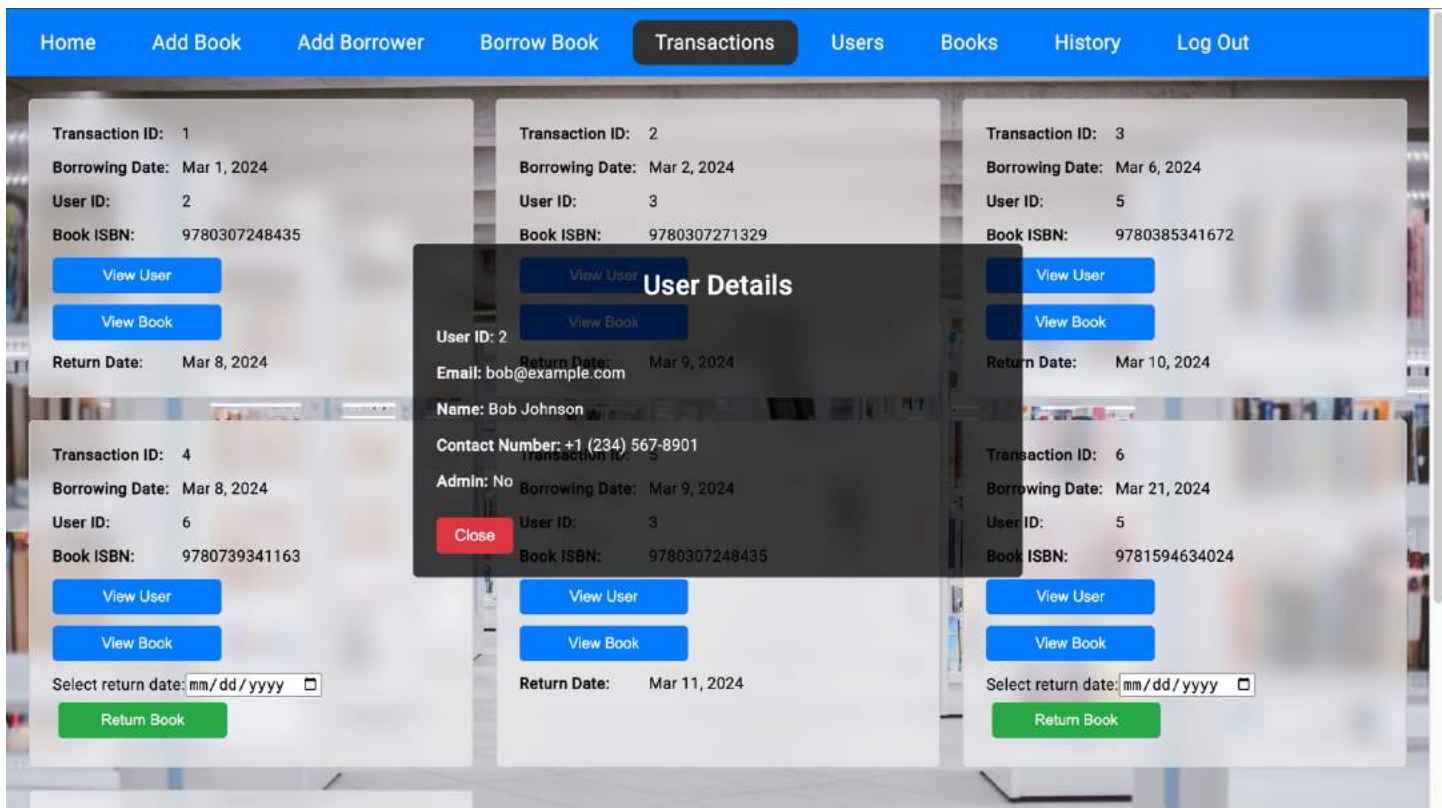 Home Add Book Add Borrower Borrow Book Transactions Users Books History Log Out
Transaction ID: 1
Borrowing Date: Mar 1, 2024
User ID: 2
Book ISBN: 9780307248435
View User
View Book
Return Date: Mar 8, 2024
Transaction ID: 2
Borrowing Date: Mar 2, 2024
User ID: 3
Book ISBN: 9780307271329
View User
View Book
Return Date: Mar 9, 2024
Transaction ID: 3
Borrowing Date: Mar 6, 2024
User ID: 5
Book ISBN: 9780385341672
View User
View Book
Return Date: Mar 10, 2024
User Details
User ID: 2
Email: bob@example.com
Name: Bob Johnson
Contact Number: +1 (234) 567-8901
Admin: No
Close
Transaction ID: 4
Borrowing Date: Mar 8, 2024
User ID: 6
Book ISBN: 9780739341163
View User
View Book
Select return date: mm/dd/yyyy
Return Book
Transaction ID: 5
Borrowing Date: Mar 9, 2024
User ID: 3
Book ISBN: 9780307248435
View User
View Book
Return Date: Mar 11, 2024
Transaction ID: 6
Borrowing Date: Mar 21, 2024
User ID: 5
Book ISBN: 9781594634024
View User
View Book
Select return date: mm/dd/yyyy
Return Book